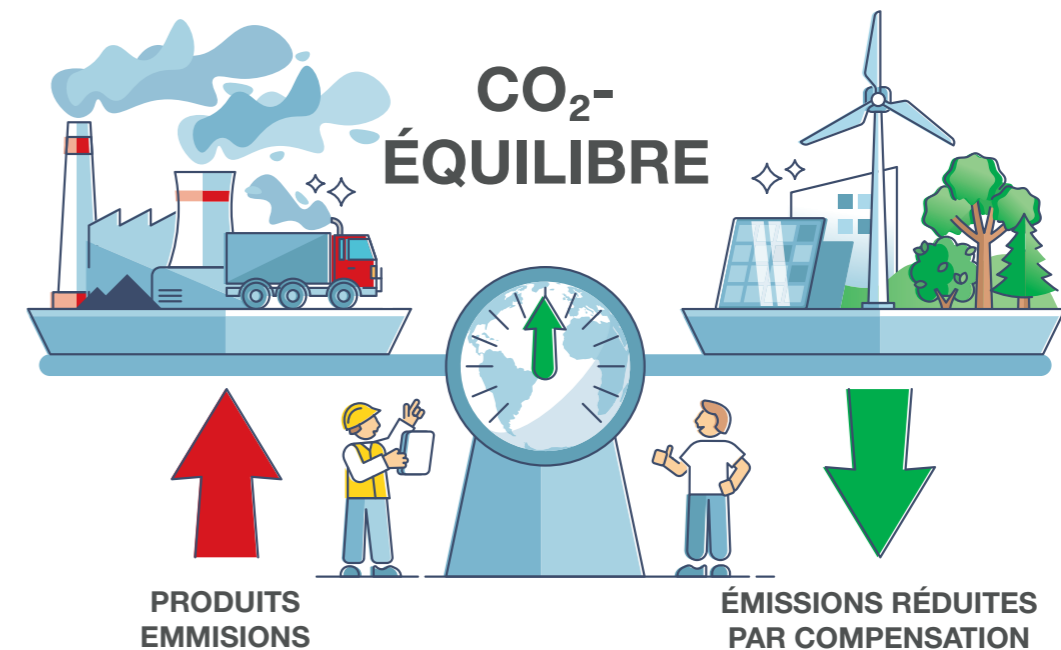 CO₂-
ÉQUILIBRE
PRODUITS
EMMISIONS
ÉMISSIONS RÉDUITES
PAR COMPENSATION